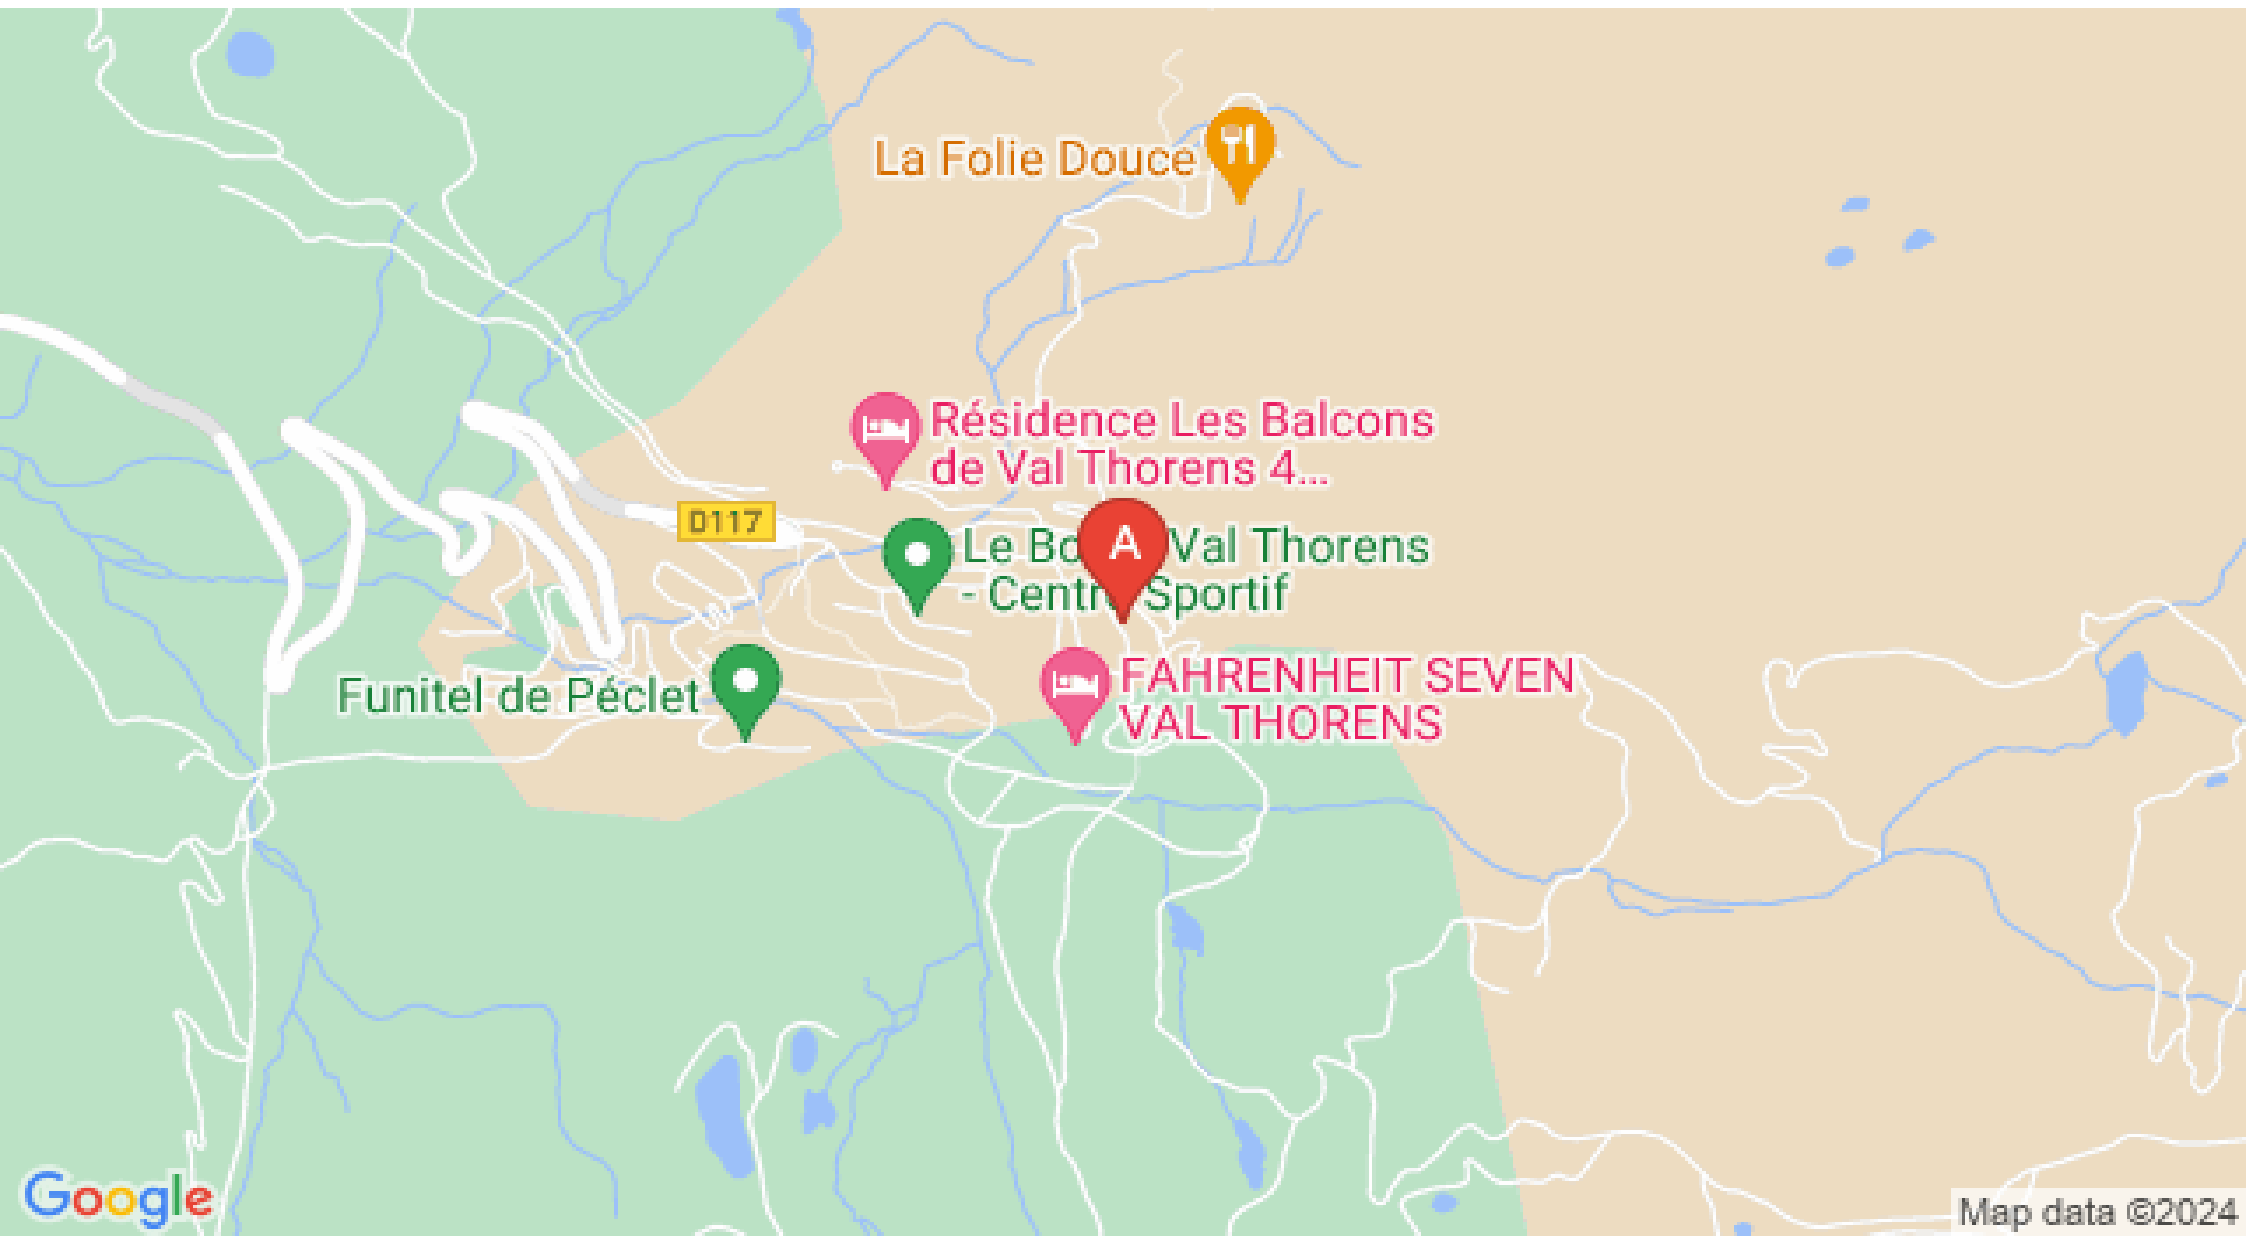 La Folie Douce
Résidence Les Balcons
de Val Thorens 4...
D117
Le Bo
A
Val Thorens
- Centr
Sportif
Funitel de Péclet
FAHRENHEIT SEVEN
VAL THORENS
Google
Map data ©2024